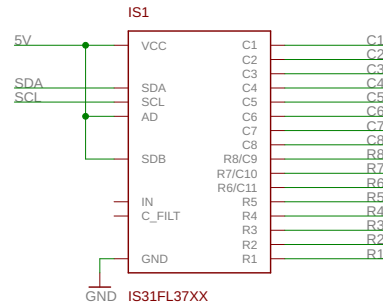 IS1
5V VCC C1 C1
C2 C2
C3 C3
SDA SDA C4 C4
SCL SCL C5 C5
AD C6 C6
C7 C7
C8 C8
SDB R8/C9 R8
R7/C10 R7
R6/C11 R6
IN R5 R5
C_FILT R4 R4
R3 R3
R2 R2
GND R1 R1
GND IS31FL37XX